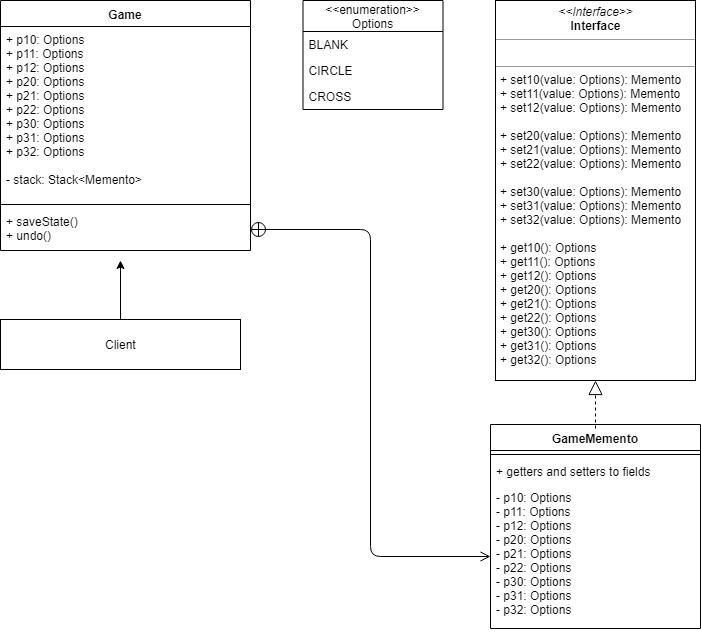 Game
+ p10: Options
+ p11: Options
+ p12: Options
+ p20: Options
+ p21: Options
+ p22: Options
+ p30: Options
+ p31: Options
+ p32: Options
- stack: Stack<Memento>
+ saveState()
+ undo()
Client
<<enumeration>>
Options
BLANK
CIRCLE
CROSS
<<Interface>>
Interface
+ set10(value: Options): Memento
+ set11(value: Options): Memento
+ set12(value: Options): Memento
+ set20(value: Options): Memento
+ set21(value: Options): Memento
+ set22(value: Options): Memento
+ set30(value: Options): Memento
+ set31(value: Options): Memento
+ set32(value: Options): Memento
+ get10(): Options
+ get11(): Options
+ get12(): Options
+ get20(): Options
+ get21(): Options
+ get22(): Options
+ get30(): Options
+ get31(): Options
+ get32(): Options
GameMemento
+ getters and setters to fields
- p10: Options
- p11: Options
- p12: Options
- p20: Options
- p21: Options
- p22: Options
- p30: Options
- p31: Options
- p32: Options